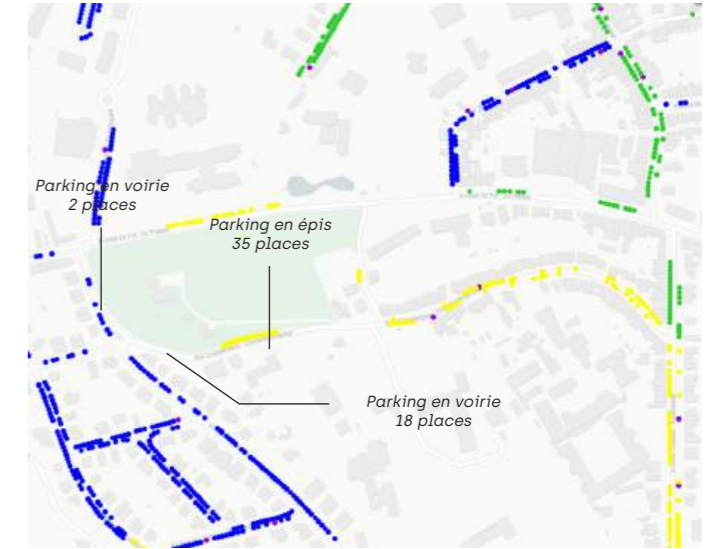 Parking en voirie
2 places
Parking en épis
35 places
Parking en voirie
18 places